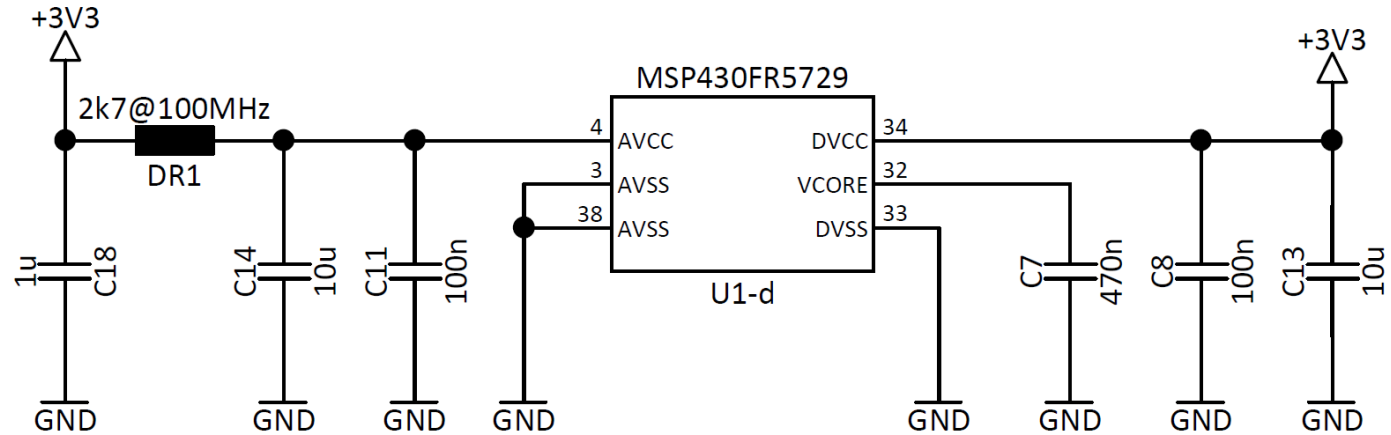 +3V3
+3V3
MSP430FR5729
2k7@100MHz
DR1
4
AVCC
DVCC
34
3
AVSS
VCORE
32
38
AVSS
DVSS
33
U1-d
1u
C18
C14
10u
C11
100n
C7
470n
C8
100n
C13
10u
GND
GND
GND
GND
GND
GND
GND
GND